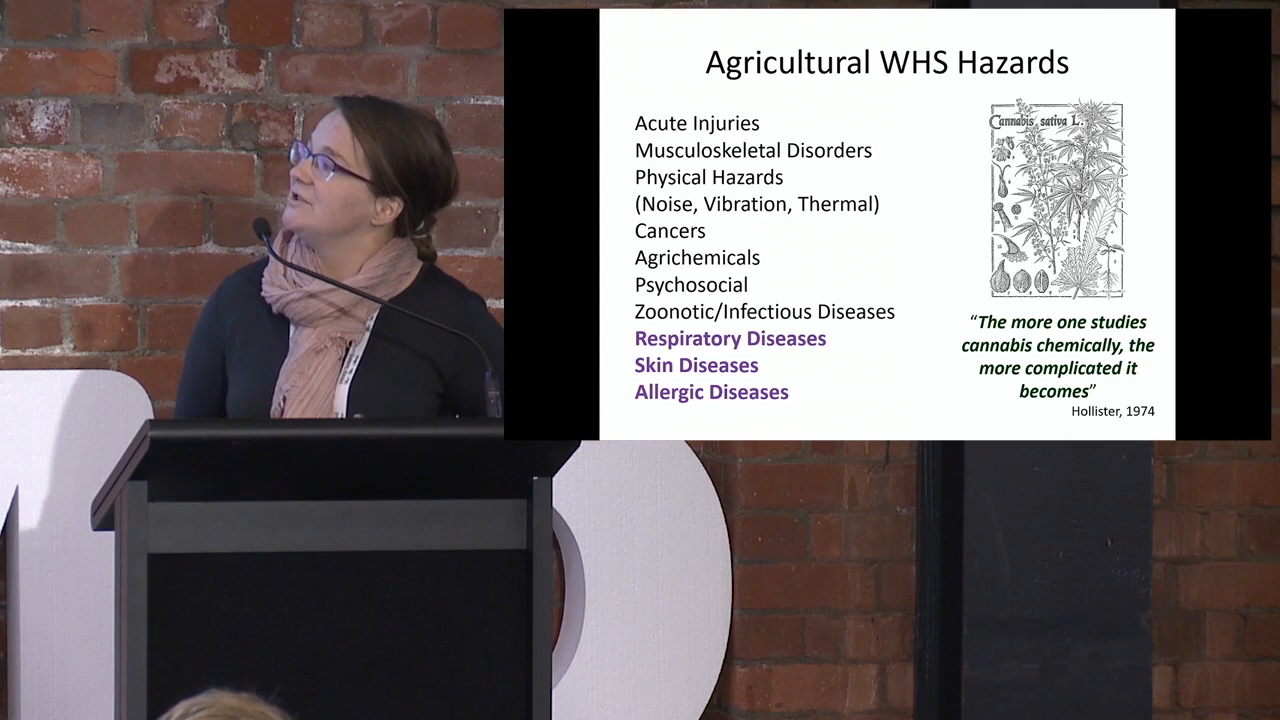 Agricultural WHS Hazards
Acute Injuries
Musculoskeletal Disorders
Physical Hazards
(Noise, Vibration, Thermal)
Cancers
Agrichemicals
Psychosocial
Zoonotic/Infectious Diseases
Respiratory Diseases
Skin Diseases
Allergic Diseases
Cannabis sativa L.
“The more one studies
cannabis chemically, the
more complicated it
becomes”
Hollister, 1974